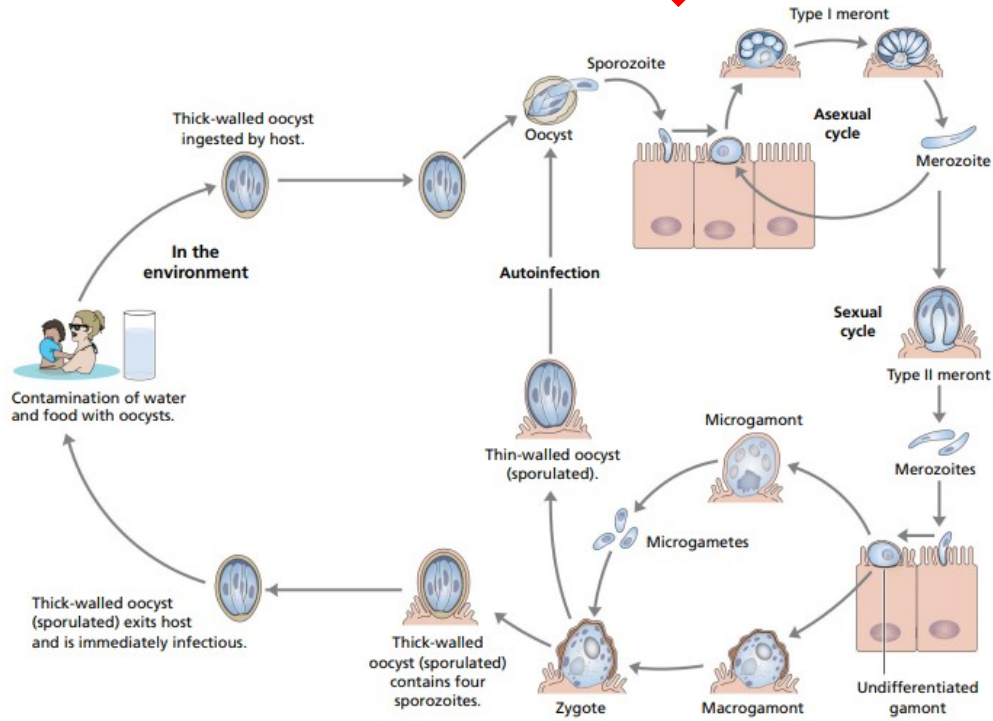 Type I meront
Sporozoite
Thick-walled oocyst
ingested by host.
Oocyst
Asexual
cycle
Merozoite
In the
environment
Autoinfection
Sexual
cycle
Type II meront
Contamination of water
and food with oocysts.
Microgamont
Thin-walled oocyst
(sporulated).
Merozoites
Microgametes
Thick-walled oocyst
(sporulated) exits host
and is immediately infectious.
Thick-walled
oocyst (sporulated)
contains four
sporozoites.
Zygote
Macrogamont
Undifferentiated
gamont